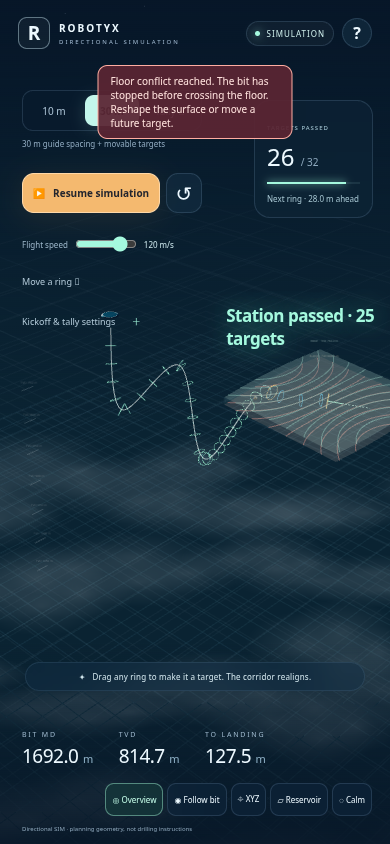 R
ROBOTYX
DIRECTIONAL SIMULATION
SIMULATION
?
Floor conflict reached. The bit has
stopped before crossing the floor.
Reshape the surface or move a
future target.
10 m
30 m guide spacing + movable targets
PASSED
26 / 32
Next ring · 28.0 m ahead
Resume simulation
↺
Flight speed
120 m/s
Move a ring
Kickoff & tally settings +
Station passed · 25
targets
✦ Drag any ring to make it a target. The corridor realigns.
BIT MD
TVD
TO LANDING
1692.0 m
814.7 m
127.5 m
◎ Overview
◉ Follow bit
✧ XYZ
▱ Reservoir
○ Calm
Directional SIM · planning geometry, not drilling instructions